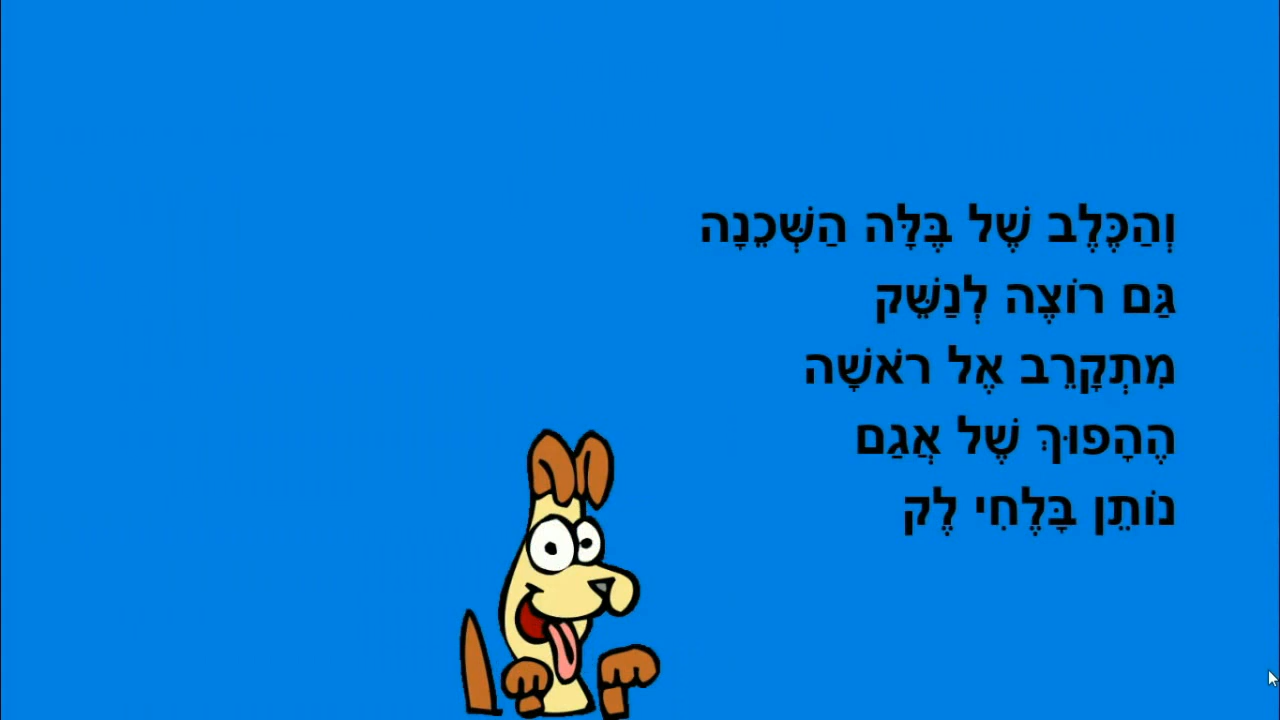 וְהַכֶּלֶב שֶׁל בֶּלָּה הַשְּׁכֵנָה
גַּם רוֹצֶה לְנַשֵּׁק
מִתְקָרֵב אֶל רֹאשָׁהּ
הֶהָפוּךְ שֶׁל אֲגַם
נוֹתֵן בָּלֶחִי לֶק